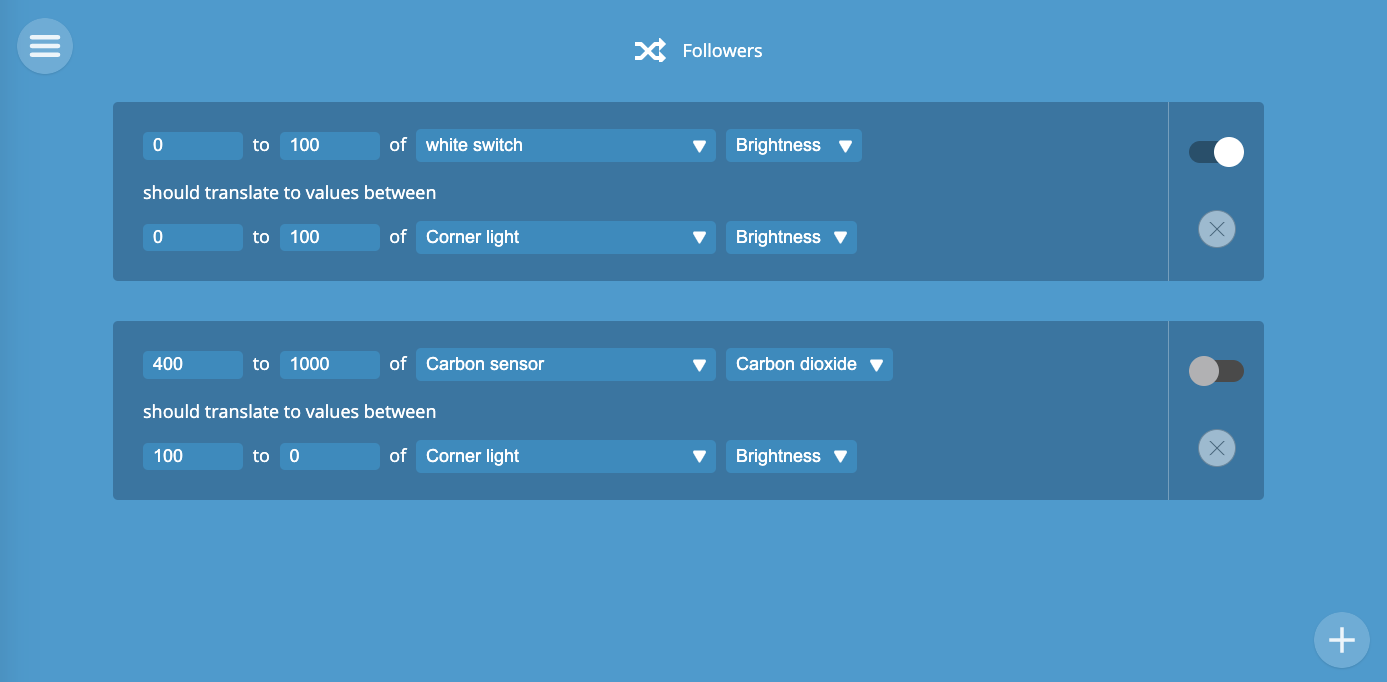 Followers
0 to 100 of white switch Brightness
should translate to values between
0 to 100 of Corner light Brightness
400 to 1000 of Carbon sensor Carbon dioxide
should translate to values between
100 to 0 of Corner light Brightness